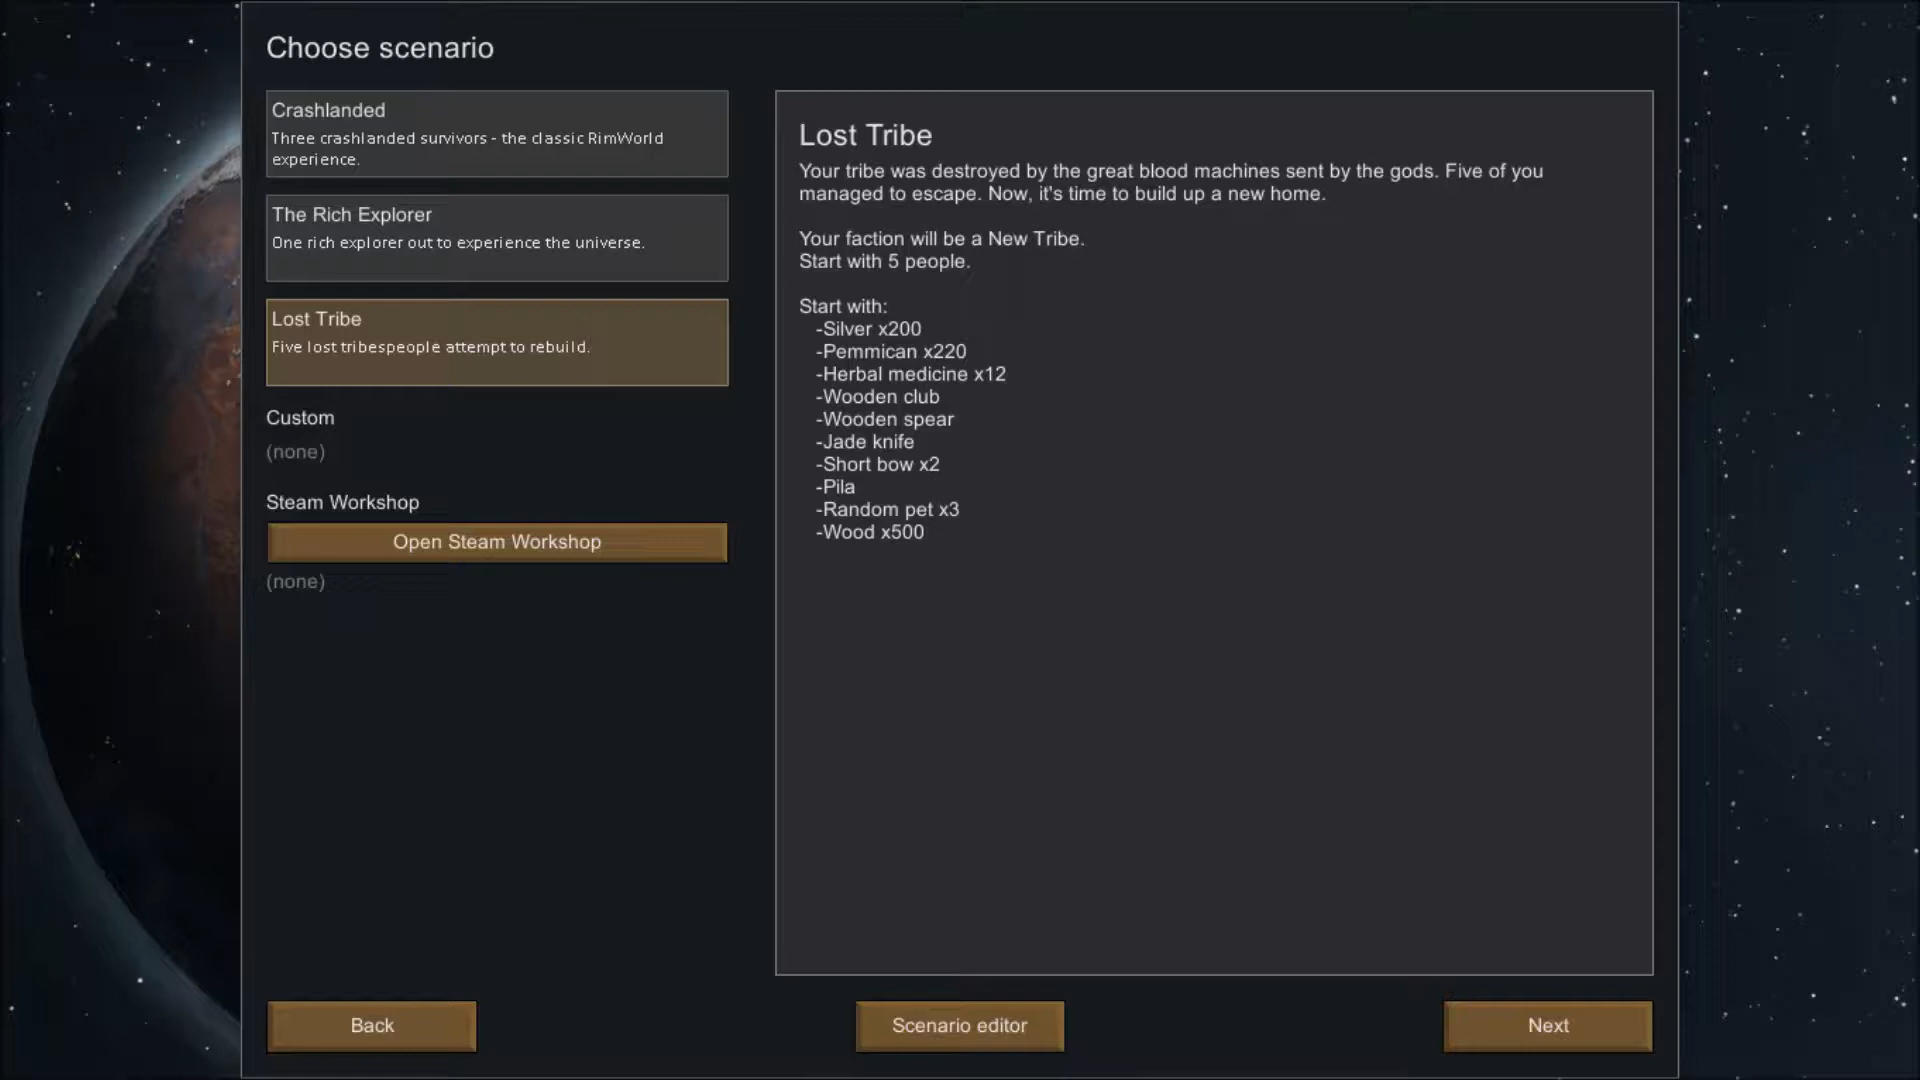 Choose scenario
Crashlanded
Three crashlanded survivors - the classic RimWorld
experience.
The Rich Explorer
One rich explorer out to experience the universe.
Lost Tribe
Five lost tribespeople attempt to rebuild.
Custom
(none)
Steam Workshop
Open Steam Workshop
(none)
Lost Tribe
Your tribe was destroyed by the great blood machines sent by the gods. Five of you
managed to escape. Now, it's time to build up a new home.
Your faction will be a New Tribe.
Start with 5 people.
Start with:
-Silver x200
-Pemmican x220
-Herbal medicine x12
-Wooden club
-Wooden spear
-Jade knife
-Short bow x2
-Pila
-Random pet x3
-Wood x500
Back
Scenario editor
Next